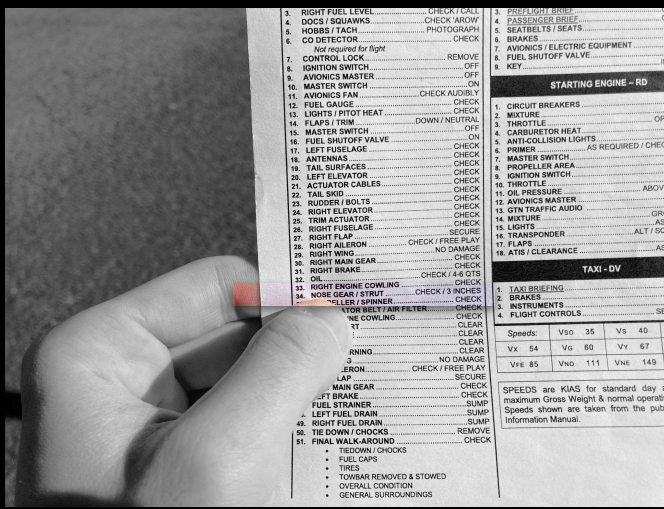 3. RIGHT FUEL LEVEL CHECK / CALL
4. DOCS / SQUAWKS CHECK 'AROW'
5. HOBBS / TACH PHOTOGRAPH
6. CO DETECTOR CHECK
Not required for flight
7. CONTROL LOCK REMOVE
8. IGNITION SWITCH OFF
9. AVIONICS MASTER OFF
10. MASTER SWITCH ON
11. AVIONICS FAN CHECK AUDIBLY
12. FUEL GAUGE CHECK
13. LIGHTS / PITOT HEAT CHECK
14. FLAPS / TRIM DOWN / NEUTRAL
15. MASTER SWITCH OFF
16. FUEL SHUTOFF VALVE ON
17. LEFT FUSELAGE CHECK
18. ANTENNAS CHECK
19. TAIL SURFACES CHECK
20. LEFT ELEVATOR CHECK
21. ACTUATOR CABLES CHECK
22. TAIL SKID CHECK
23. RUDDER / BOLTS CHECK
24. RIGHT ELEVATOR CHECK
25. TRIM ACTUATOR CHECK
26. RIGHT FUSELAGE CHECK
27. RIGHT FLAP SECURE
28. RIGHT AILERON CHECK / FREE PLAY
29. RIGHT WING NO DAMAGE
30. RIGHT MAIN GEAR CHECK
31. RIGHT BRAKE CHECK
32. OIL CHECK / 4-6 QTS
33. RIGHT ENGINE COWLING CHECK
34. NOSE GEAR / STRUT CHECK / 3 INCHES
ELLER / SPINNER CHECK
ATOR BELT / AIR FILTER CHECK
INE COWLING CHECK
RT CLEAR
CLEAR
CLEAR
RNING CLEAR
G NO DAMAGE
LERON CHECK / FREE PLAY
LAP SECURE
MAIN GEAR CHECK
EFT BRAKE CHECK
FUEL STRAINER SUMP
LEFT FUEL DRAIN SUMP
49. RIGHT FUEL DRAIN SUMP
50. TIE DOWN / CHOCKS REMOVE
51. FINAL WALK-AROUND CHECK
• TIEDOWN / CHOCKS
• FUEL CAPS
• TIRES
• TOWBAR REMOVED & STOWED
• OVERALL CONDITION
• GENERAL SURROUNDINGS
3. PREFLIGHT BRIEF
4. PASSENGER BRIEF
5. SEATBELTS / SEATS
6. BRAKES
7. AVIONICS / ELECTRIC EQUIPMENT
8. FUEL SHUTOFF VALVE
9. KEY
STARTING ENGINE – RD
1. CIRCUIT BREAKERS
2. MIXTURE
3. THROTTLE
4. CARBURETOR HEAT
5. ANTI-COLLISION LIGHTS
6. PRIMER AS REQUIRED / CHEC
7. MASTER SWITCH
8. PROPELLER AREA
9. IGNITION SWITCH
10. THROTTLE
11. OIL PRESSURE ABOV
12. AVIONICS MASTER
13. GTN TRAFFIC AUDIO
14. MIXTURE GR
15. LIGHTS AS
16. TRANSPONDER ALT / SQ
17. FLAPS
18. ATIS / CLEARANCE AS
TAXI - DV
1. TAXI BRIEFING
2. BRAKES
3. INSTRUMENTS
4. FLIGHT CONTROLS SE
Speeds: VSO 35 VS 40
VX 54 VG 60 VY 67
VFE 85 VNO 111 VNE 149
SPEEDS are KIAS for standard day
maximum Gross Weight & normal operati
Speeds shown are taken from the pub
Information Manual.